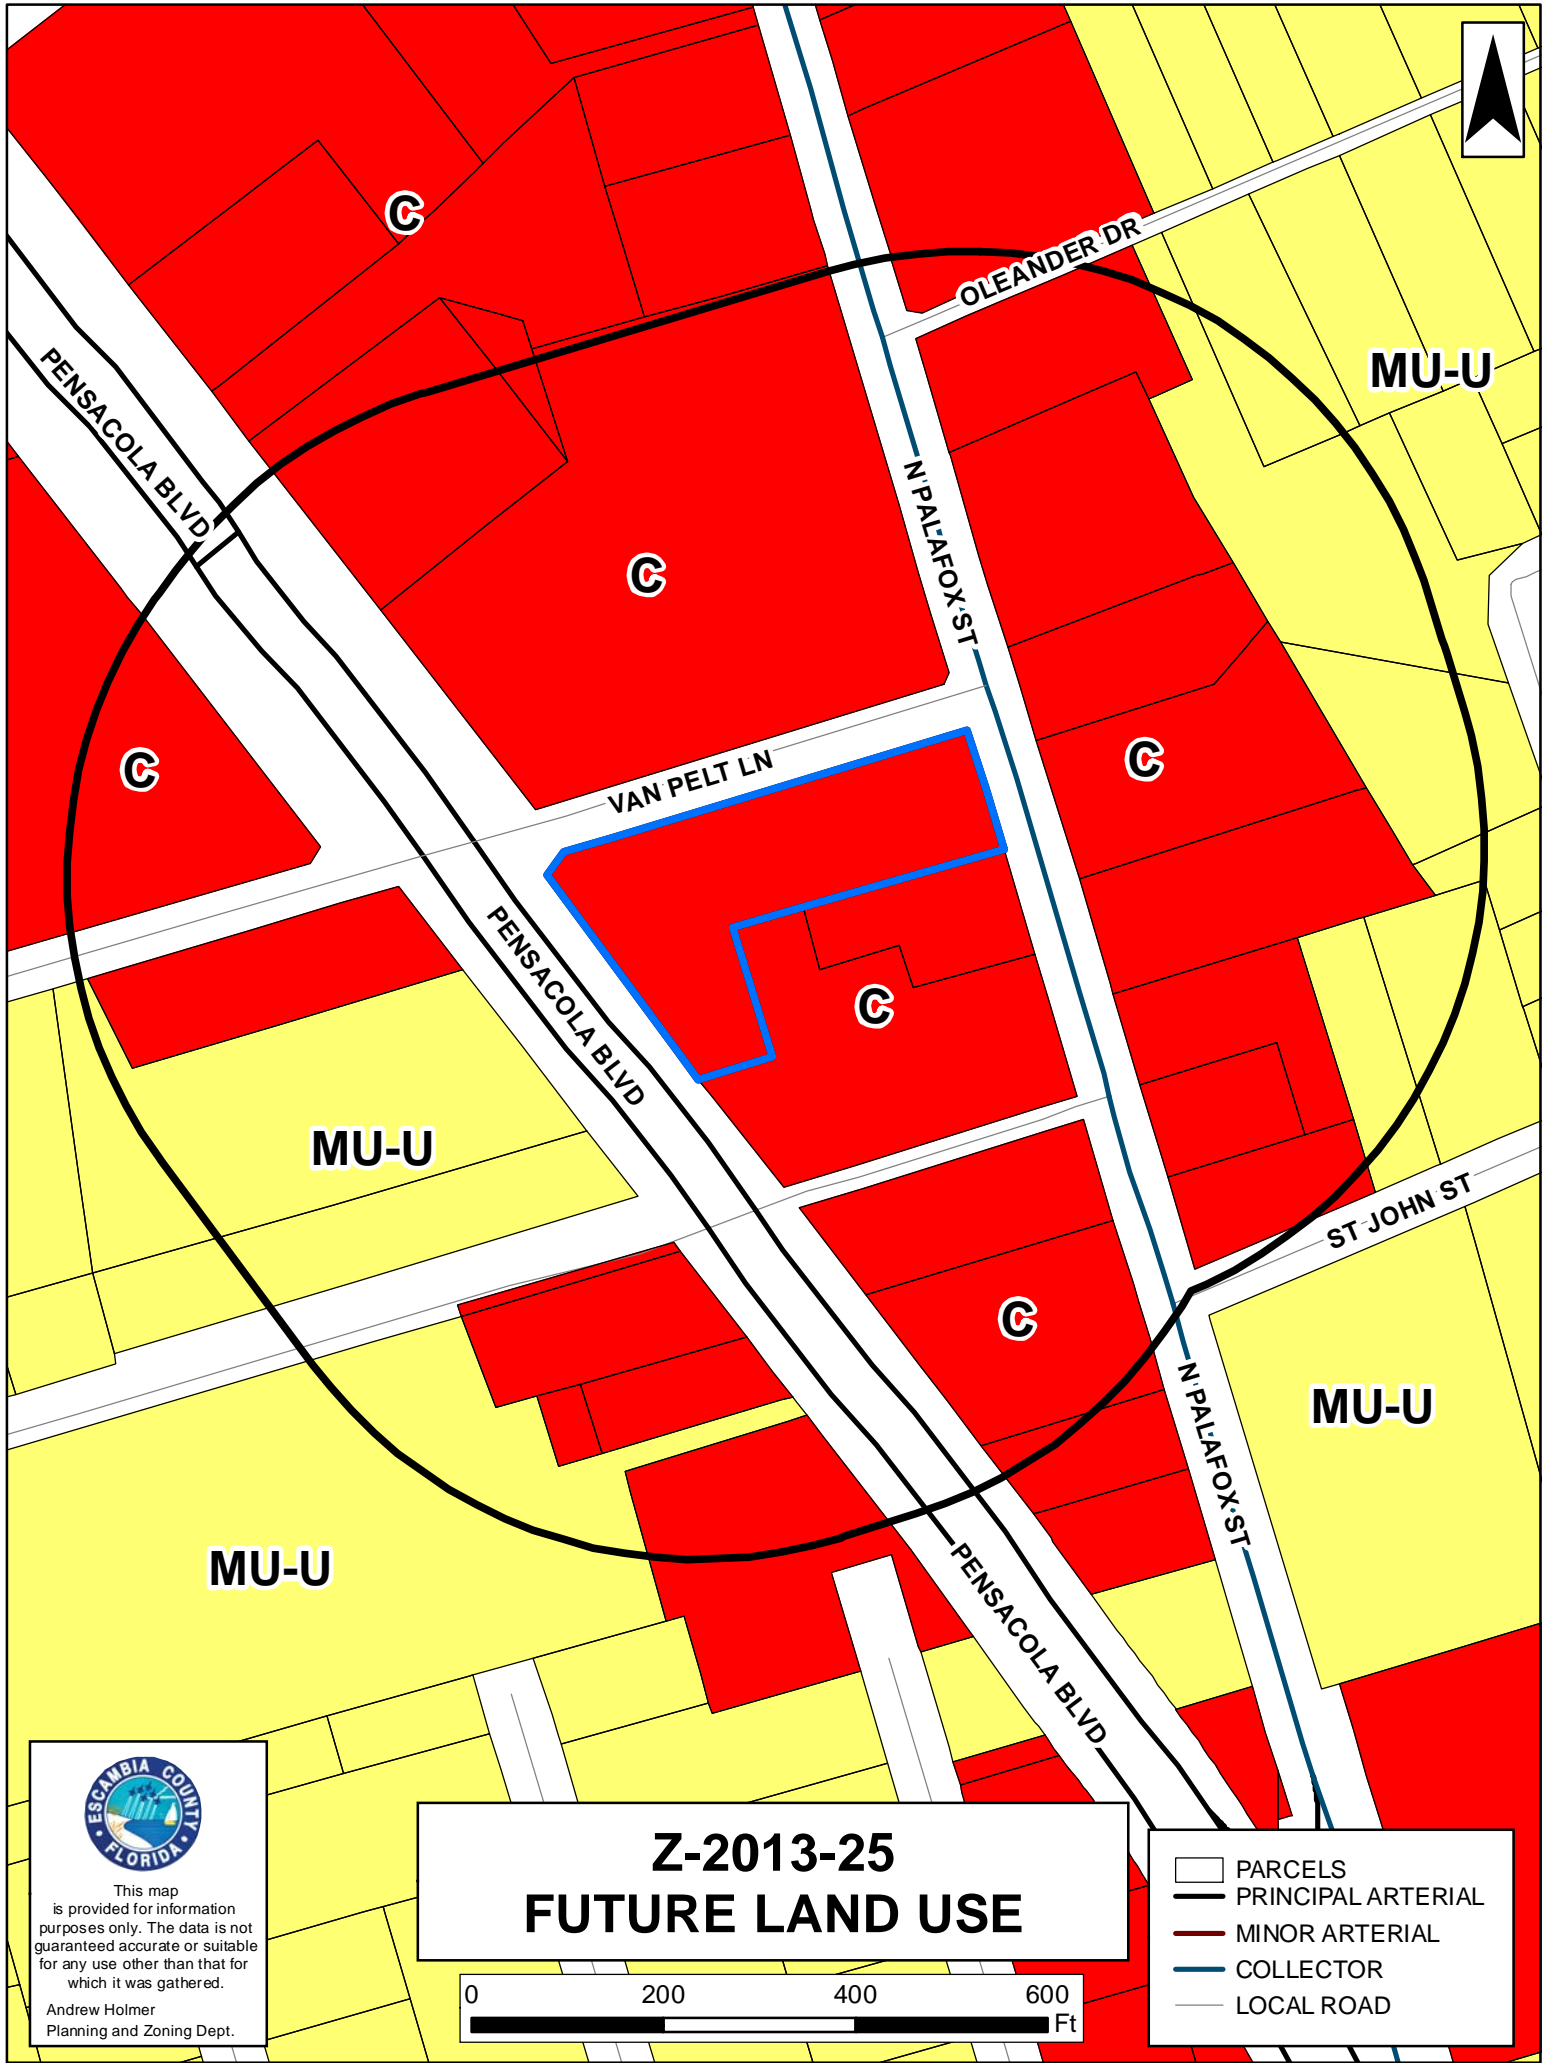 C
OLEANDER DR
MU-U
PENSACOLA BLVD
N PALAFOX ST
C
C
C
VAN PELT LN
PENSACOLA BLVD
C
MU-U
ST JOHN ST
C
N PALAFOX ST
MU-U
MU-U
PENSACOLA BLVD
ESCAMBIA COUNTY
FLORIDA
This map
is provided for information
purposes only. The data is not
guaranteed accurate or suitable
for any use other than that for
which it was gathered.
Andrew Holmer
Planning and Zoning Dept.
Z-2013-25
FUTURE LAND USE
0 200 400 600
Ft
PARCELS
PRINCIPAL ARTERIAL
MINOR ARTERIAL
COLLECTOR
LOCAL ROAD